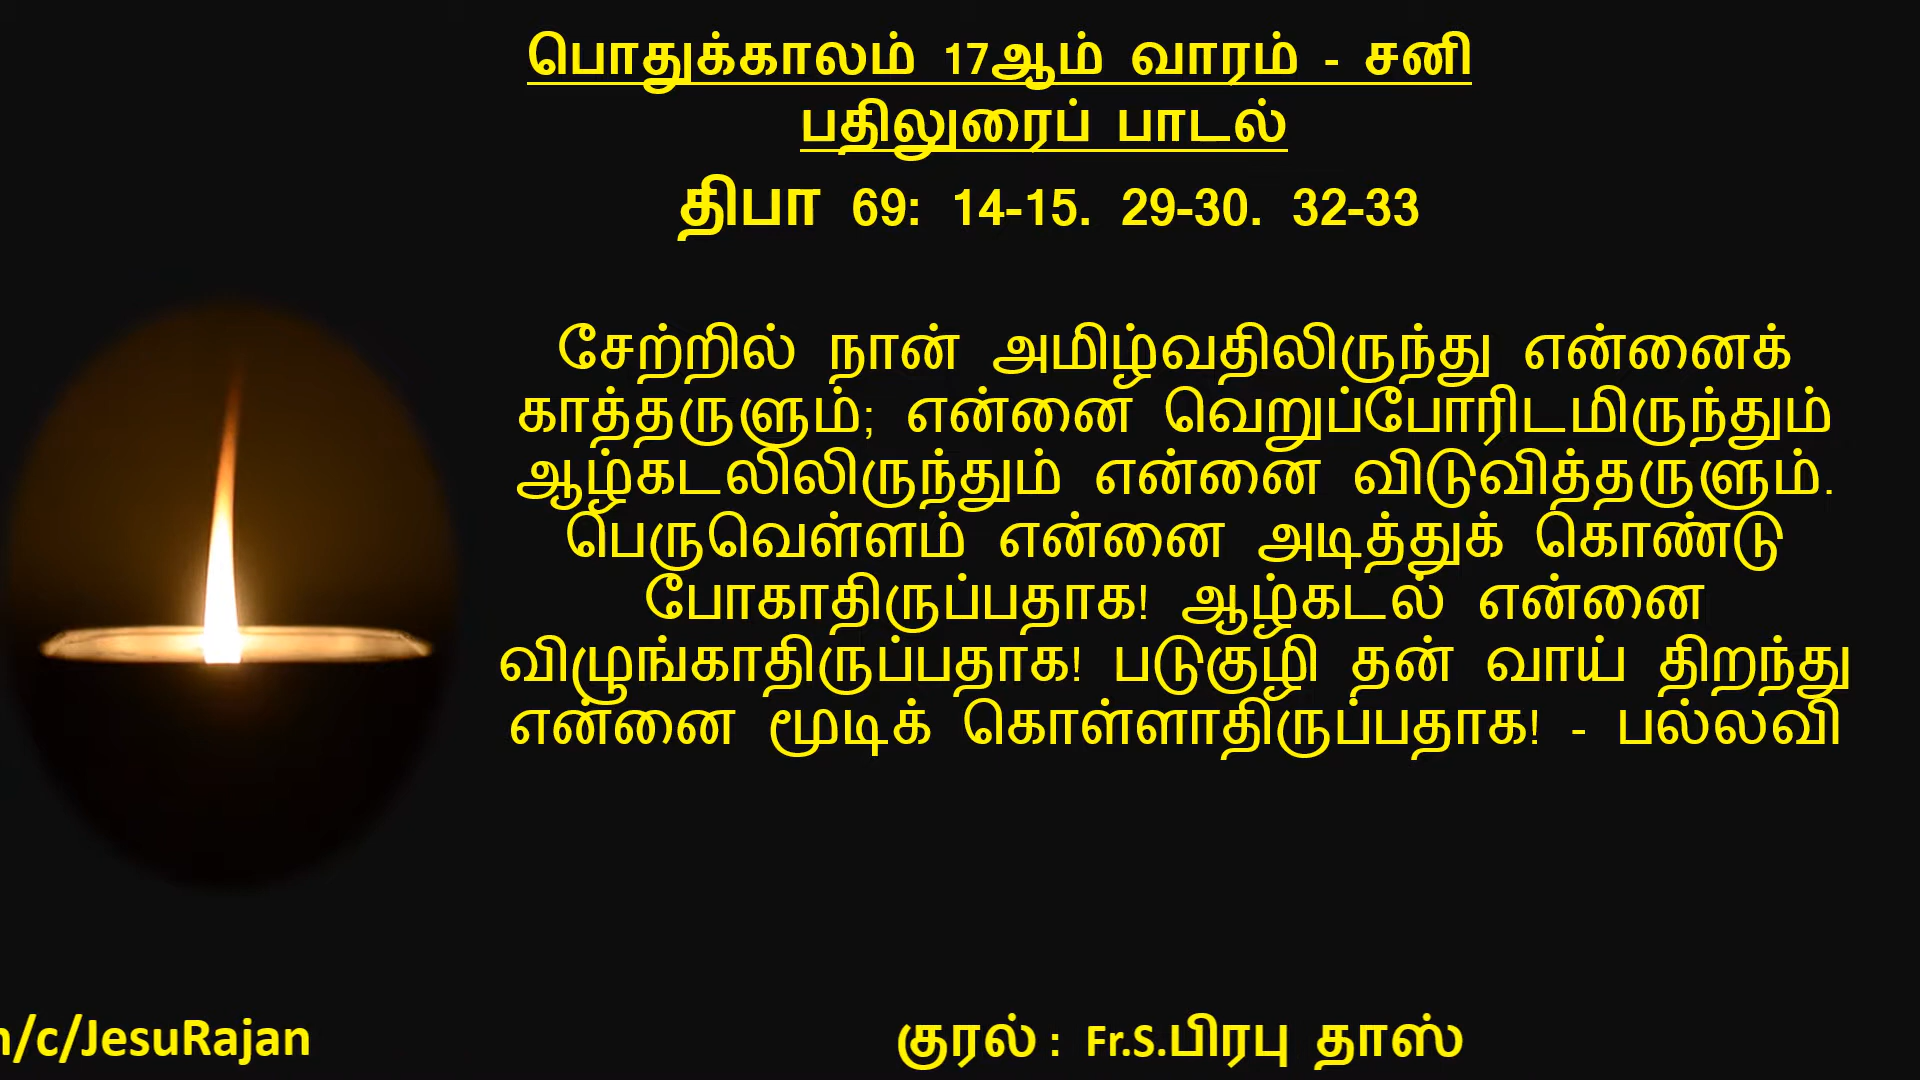 பொதுக்காலம் 17ஆம் வாரம் - சனி
பதிலுரைப் பாடல்
திபா 69: 14-15. 29-30. 32-33
சேற்றில் நான் அமிழ்வதிலிருந்து என்னைக்
காத்தருளும்; என்னை வெறுப்போரிடமிருந்தும்
ஆழ்கடலிலிருந்தும் என்னை விடுவித்தருளும்.
பெருவெள்ளம் என்னை அடித்துக் கொண்டு
போகாதிருப்பதாக! ஆழ்கடல் என்னை
விழுங்காதிருப்பதாக! படுகுழி தன் வாய் திறந்து
என்னை மூடிக் கொள்ளாதிருப்பதாக! - பல்லவி
/c/JesuRajan
குரல் : Fr.S.பிரபு தாஸ்